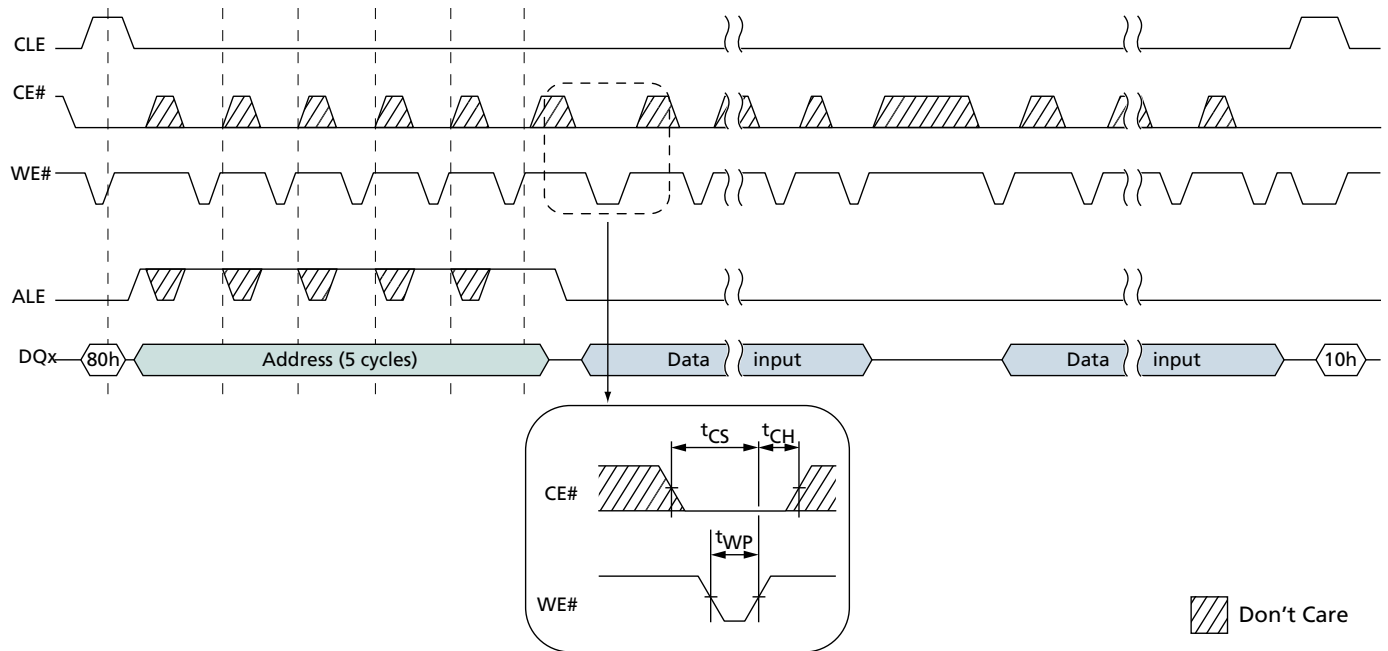 CLE
CE#
WE#
ALE
DQx 80h Address (5 cycles) Data input Data input 10h
tCS tCH
CE#
tWP
WE#
Don't Care